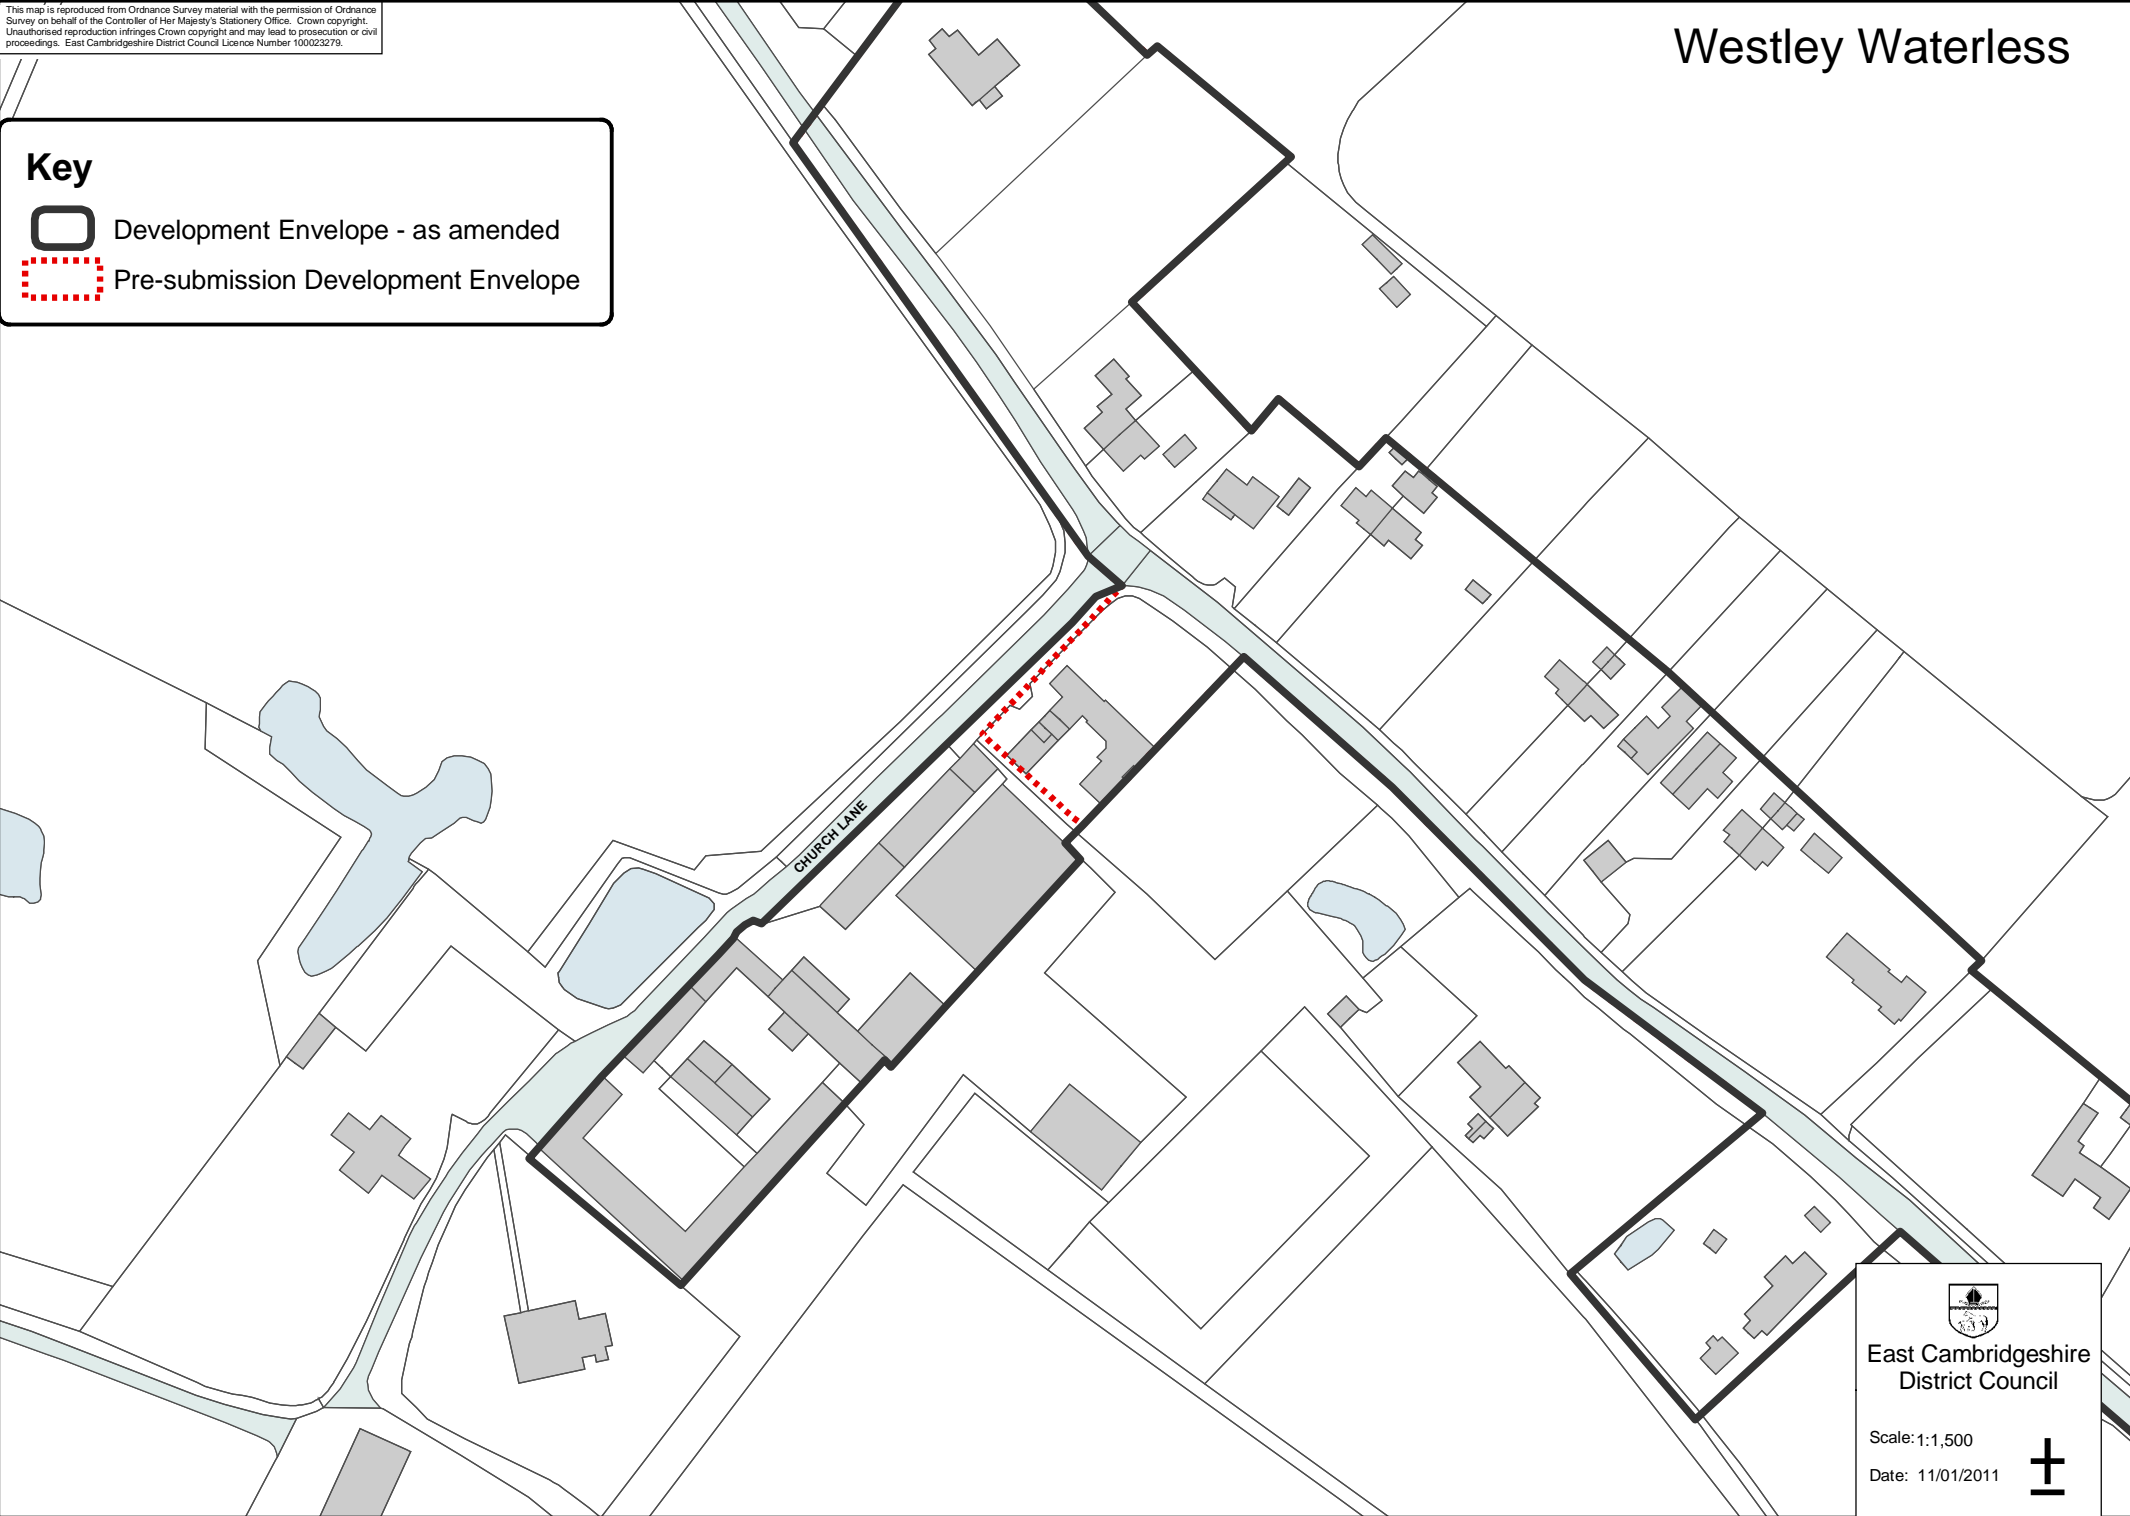 This map is reproduced from Ordnance Survey material with the permission of Ordnance
Survey on behalf of the Controller of Her Majesty's Stationery Office. Crown copyright.
Unauthorised reproduction infringes Crown copyright and may lead to prosecution or civil
proceedings. East Cambridgeshire District Council Licence Number 100023279.
Westley Waterless
Key
Development Envelope - as amended
Pre-submission Development Envelope
CHURCH LANE
East Cambridgeshire
District Council
Scale: 1:1,500
Date: 11/01/2011